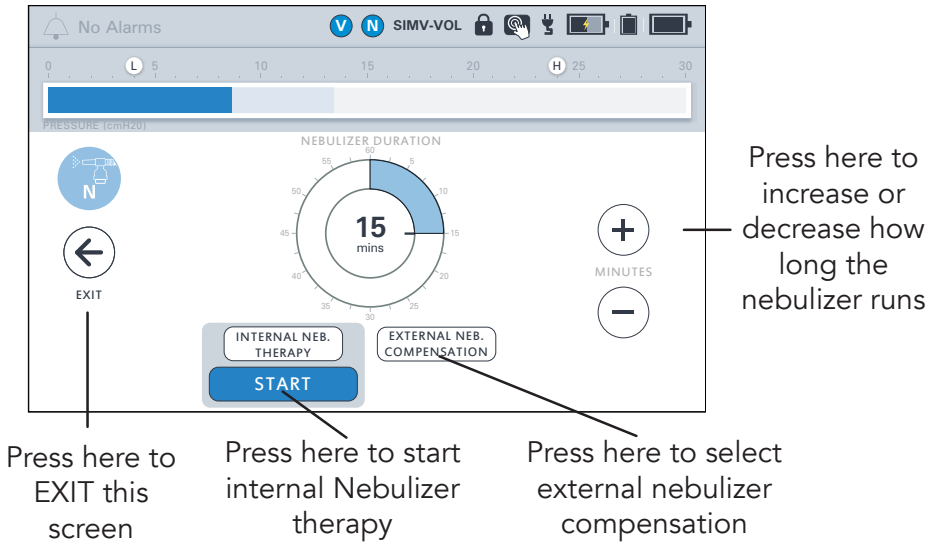 No Alarms
V N SIMV-VOL
0 L 5 10 15 20 H 25 30
PRESSURE (cmH20)
NEBULIZER DURATION
60
55 5
50 10
45 15
40 20
35 25
30
15
mins
N
EXIT
+
MINUTES
−
INTERNAL NEB.
THERAPY
START
EXTERNAL NEB.
COMPENSATION
Press here to
increase or
decrease how
long the
nebulizer runs
Press here to
EXIT this
screen
Press here to start
internal Nebulizer
therapy
Press here to select
external nebulizer
compensation